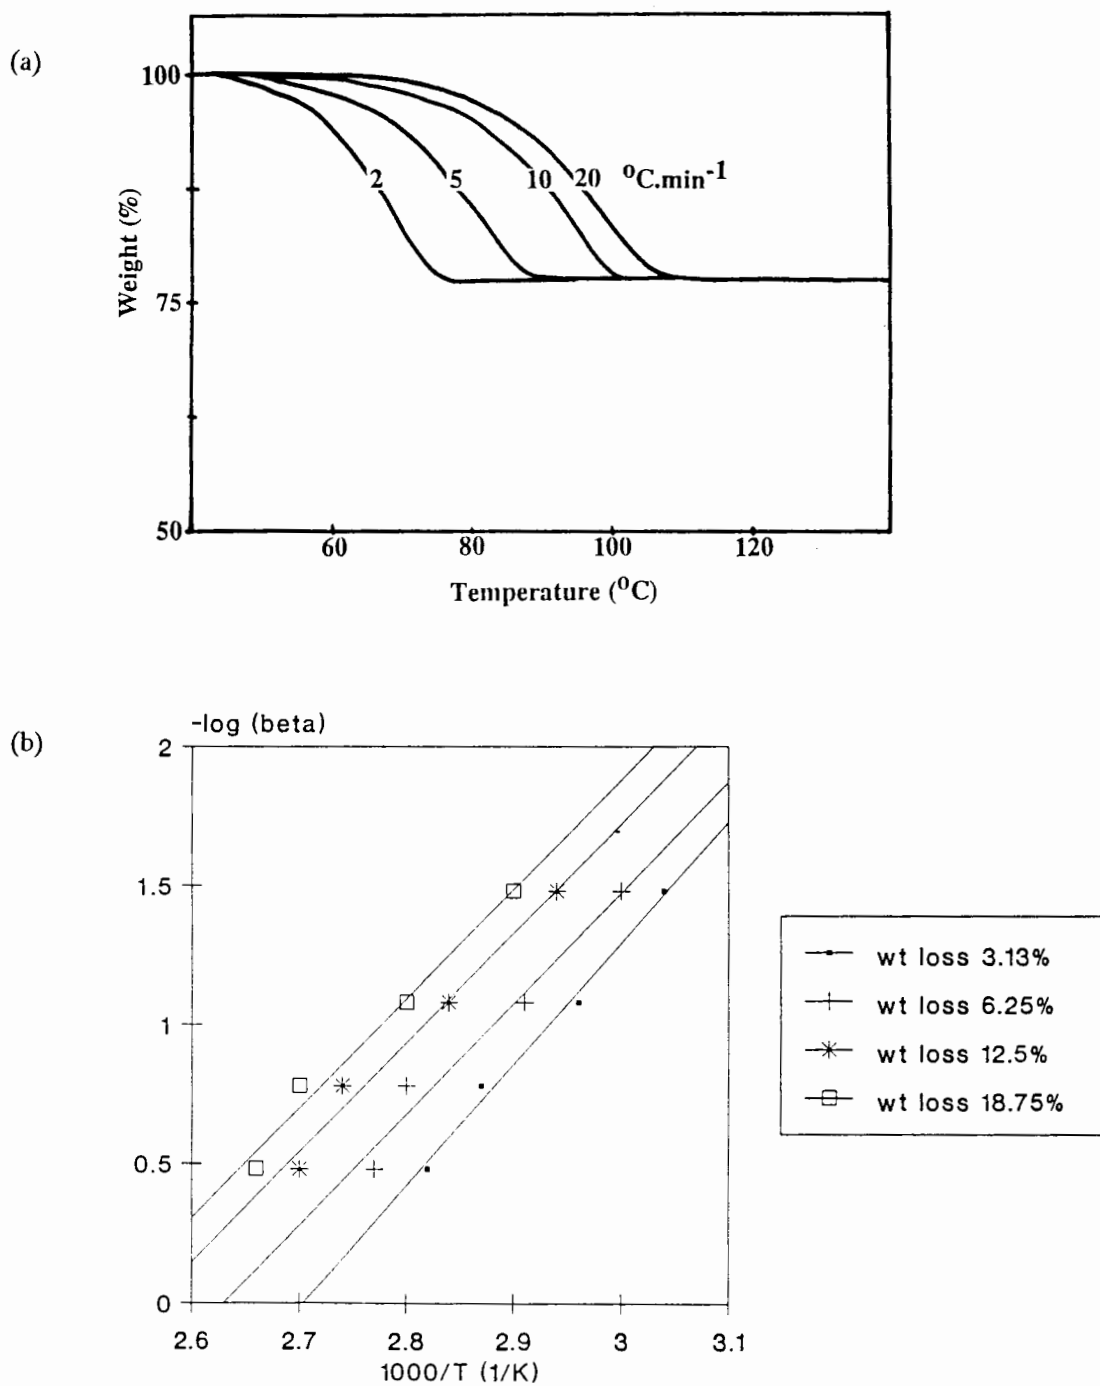 (a)
100
75
50
Weight (%)
2
5
10
20
°C.min⁻¹
60
80
100
120
Temperature (°C)
(b)
-log (beta)
2
1.5
1
0.5
0
2.6
2.7
2.8
2.9
3
3.1
1000/T (1/K)
wt loss 3.13%
wt loss 6.25%
wt loss 12.5%
wt loss 18.75%